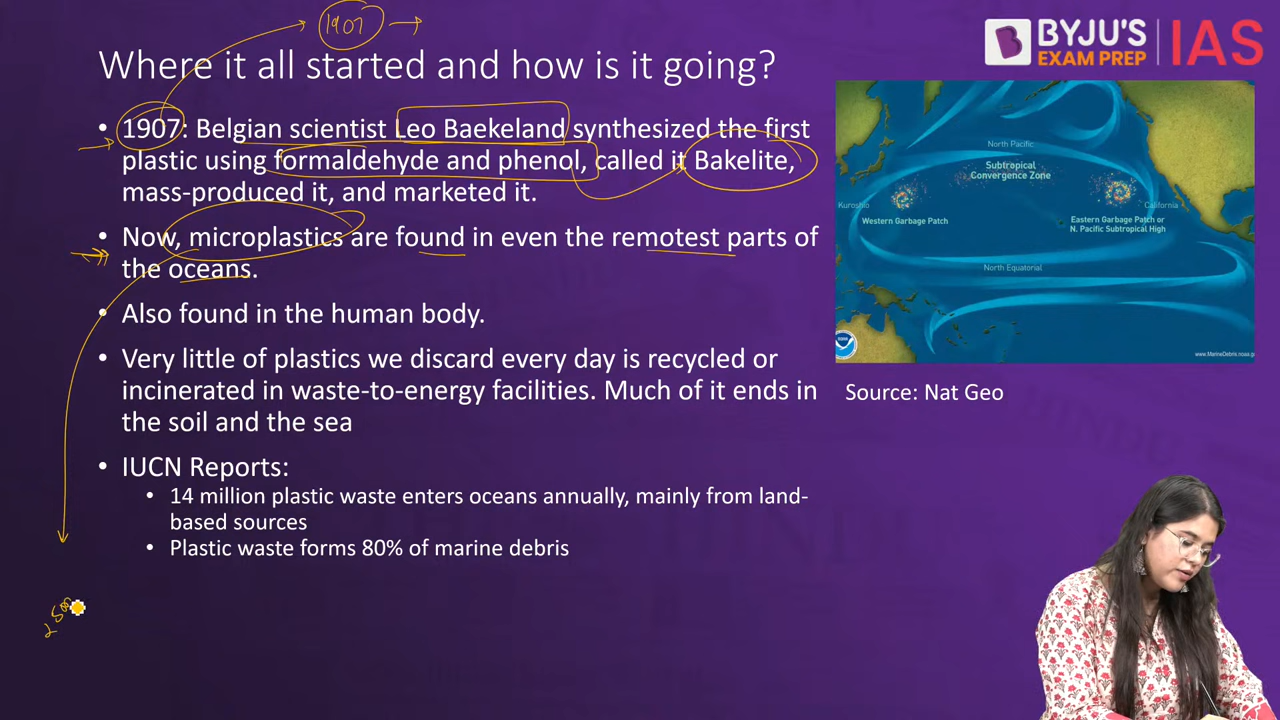 1907 →
Where it all started and how is it going?
BYJU'S
EXAM PREP
IAS
• 1907: Belgian scientist Leo Baekeland synthesized the first
plastic using formaldehyde and phenol, called it Bakelite,
mass-produced it, and marketed it.
• Now, microplastics are found in even the remotest parts of
the oceans.
• Also found in the human body.
• Very little of plastics we discard every day is recycled or
incinerated in waste-to-energy facilities. Much of it ends in
the soil and the sea
• IUCN Reports:
• 14 million plastic waste enters oceans annually, mainly from land-
based sources
• Plastic waste forms 80% of marine debris
North Pacific
Subtropical
Convergence Zone
Kuroshio
California
Western Garbage Patch
Eastern Garbage Patch or
N. Pacific Subtropical High
North Equatorial
Source: Nat Geo